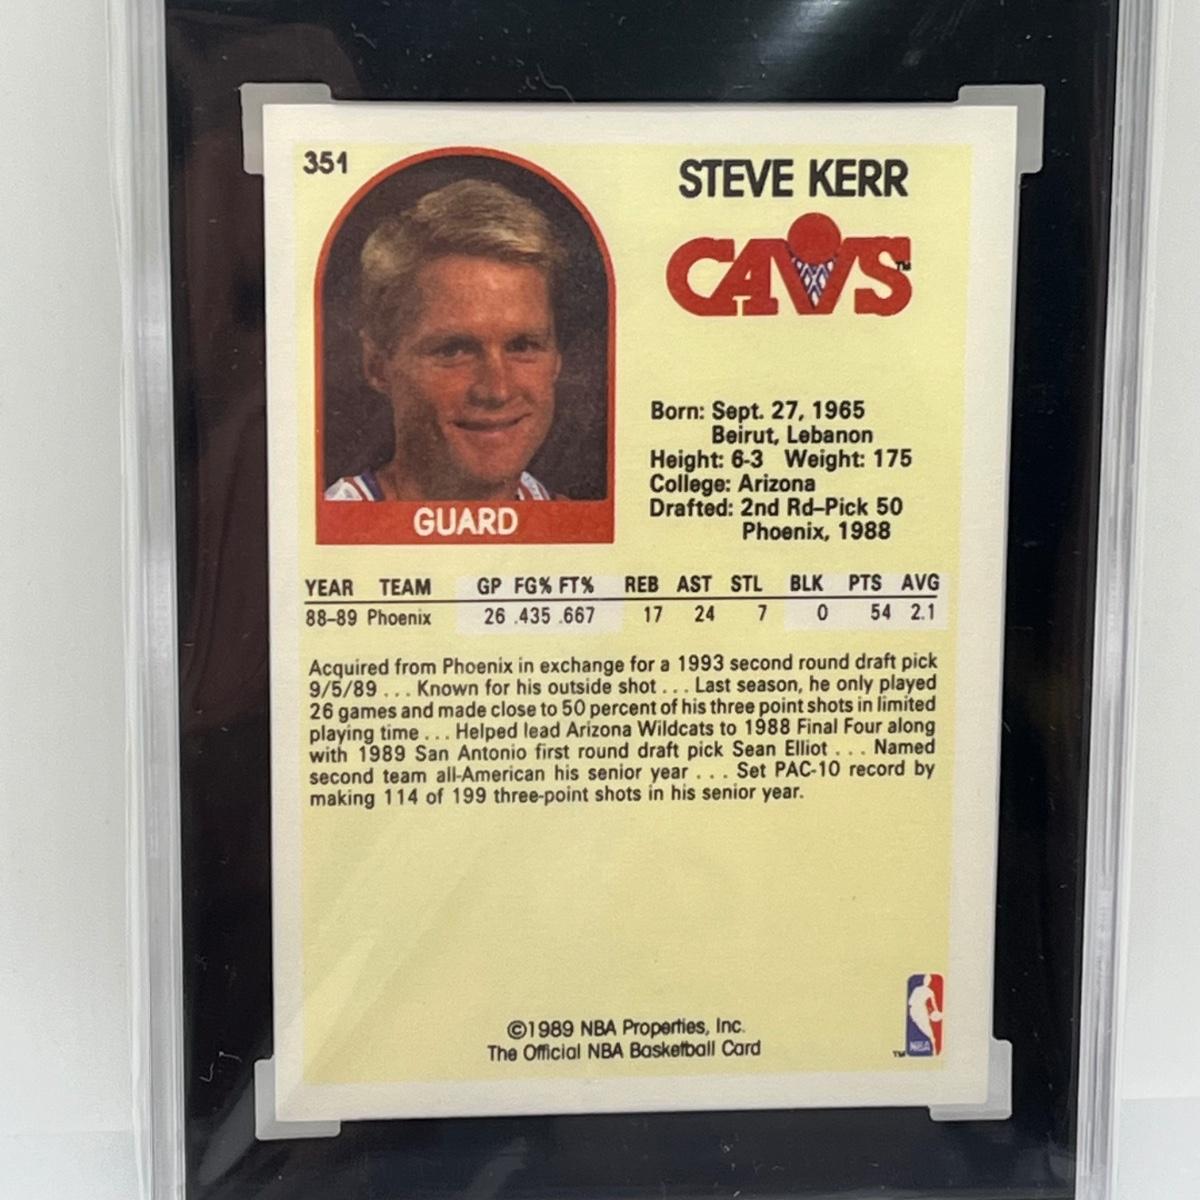 351
STEVE KERR
CAVS™
Born: Sept. 27, 1965
Beirut, Lebanon
Height: 6-3 Weight: 175
College: Arizona
Drafted: 2nd Rd–Pick 50
Phoenix, 1988
GUARD
YEAR TEAM GP FG% FT% REB AST STL BLK PTS AVG
88–89 Phoenix 26 .435 .667 17 24 7 0 54 2.1
Acquired from Phoenix in exchange for a 1993 second round draft pick
9/5/89 . . . Known for his outside shot . . . Last season, he only played
26 games and made close to 50 percent of his three point shots in limited
playing time . . . Helped lead Arizona Wildcats to 1988 Final Four along
with 1989 San Antonio first round draft pick Sean Elliot . . . Named
second team all-American his senior year . . . Set PAC-10 record by
making 114 of 199 three-point shots in his senior year.
©1989 NBA Properties, Inc.
The Official NBA Basketball Card
™ NBA